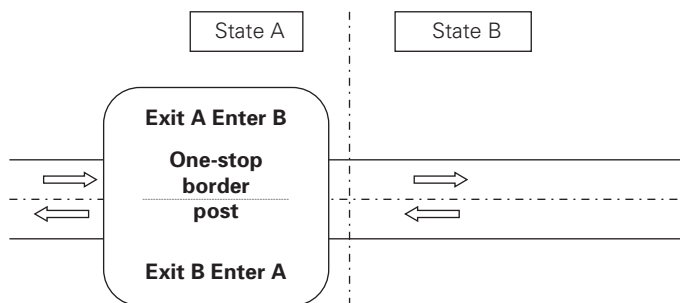 State A
State B
Exit A Enter B
One-stop
border
post
Exit B Enter A